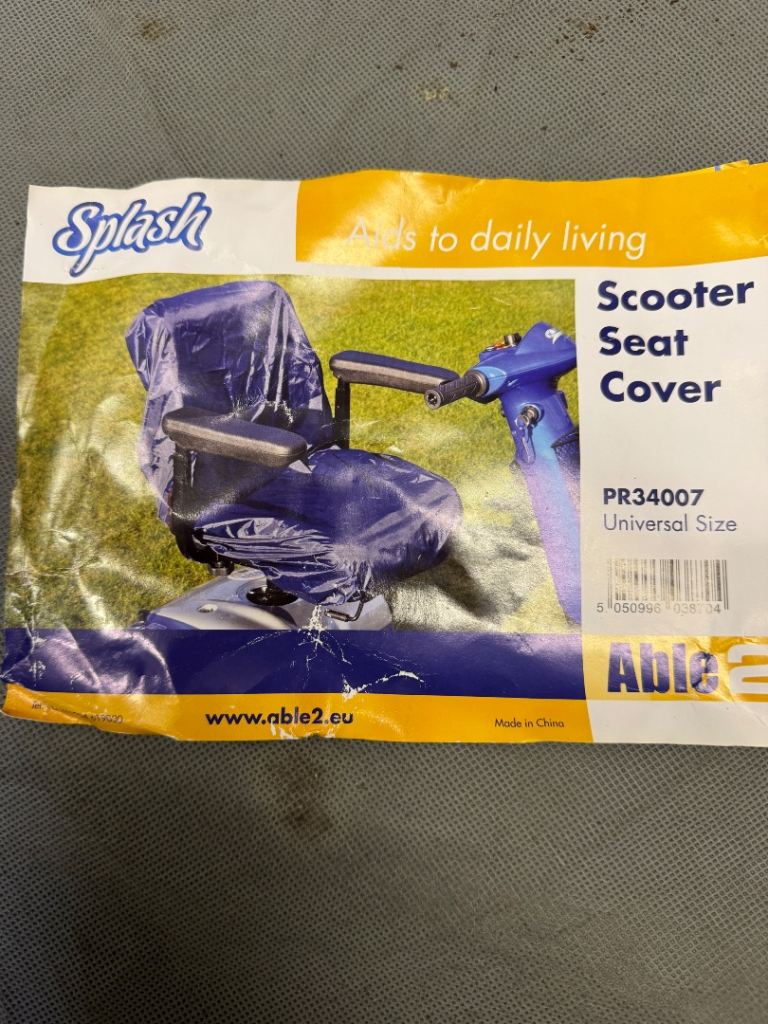 Splash
Aids to daily living
Scooter
Seat
Cover
PR34007
Universal Size
5 050996 038704
Able2
www.able2.eu
Made in China